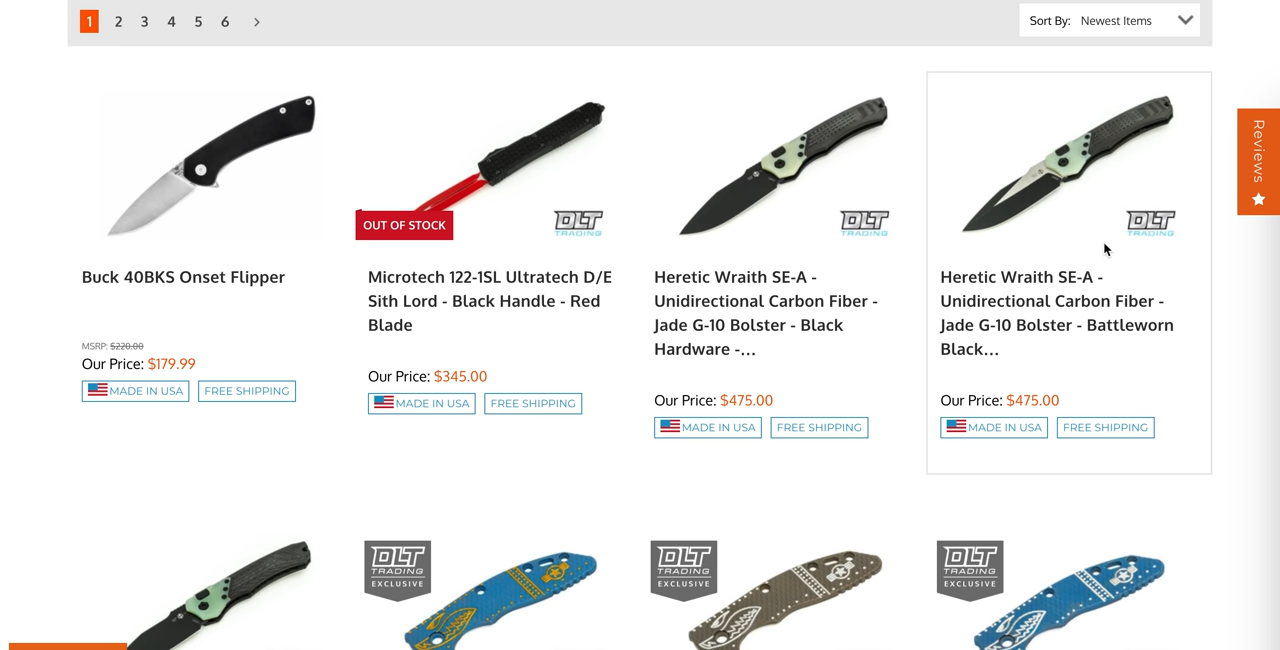 1 2 3 4 5 6 >
Sort By: Newest Items
Reviews
OUT OF STOCK
DLT
TRADING
DLT
TRADING
DLT
TRADING
Buck 40BKS Onset Flipper
MSRP: $220.00
Our Price: $179.99
MADE IN USA
FREE SHIPPING
Microtech 122-1SL Ultratech D/E
Sith Lord - Black Handle - Red
Blade
Our Price: $345.00
MADE IN USA
FREE SHIPPING
Heretic Wraith SE-A -
Unidirectional Carbon Fiber -
Jade G-10 Bolster - Black
Hardware -...
Our Price: $475.00
MADE IN USA
FREE SHIPPING
Heretic Wraith SE-A -
Unidirectional Carbon Fiber -
Jade G-10 Bolster - Battleworn
Black...
Our Price: $475.00
MADE IN USA
FREE SHIPPING
DLT
TRADING
EXCLUSIVE
DLT
TRADING
EXCLUSIVE
DLT
TRADING
EXCLUSIVE